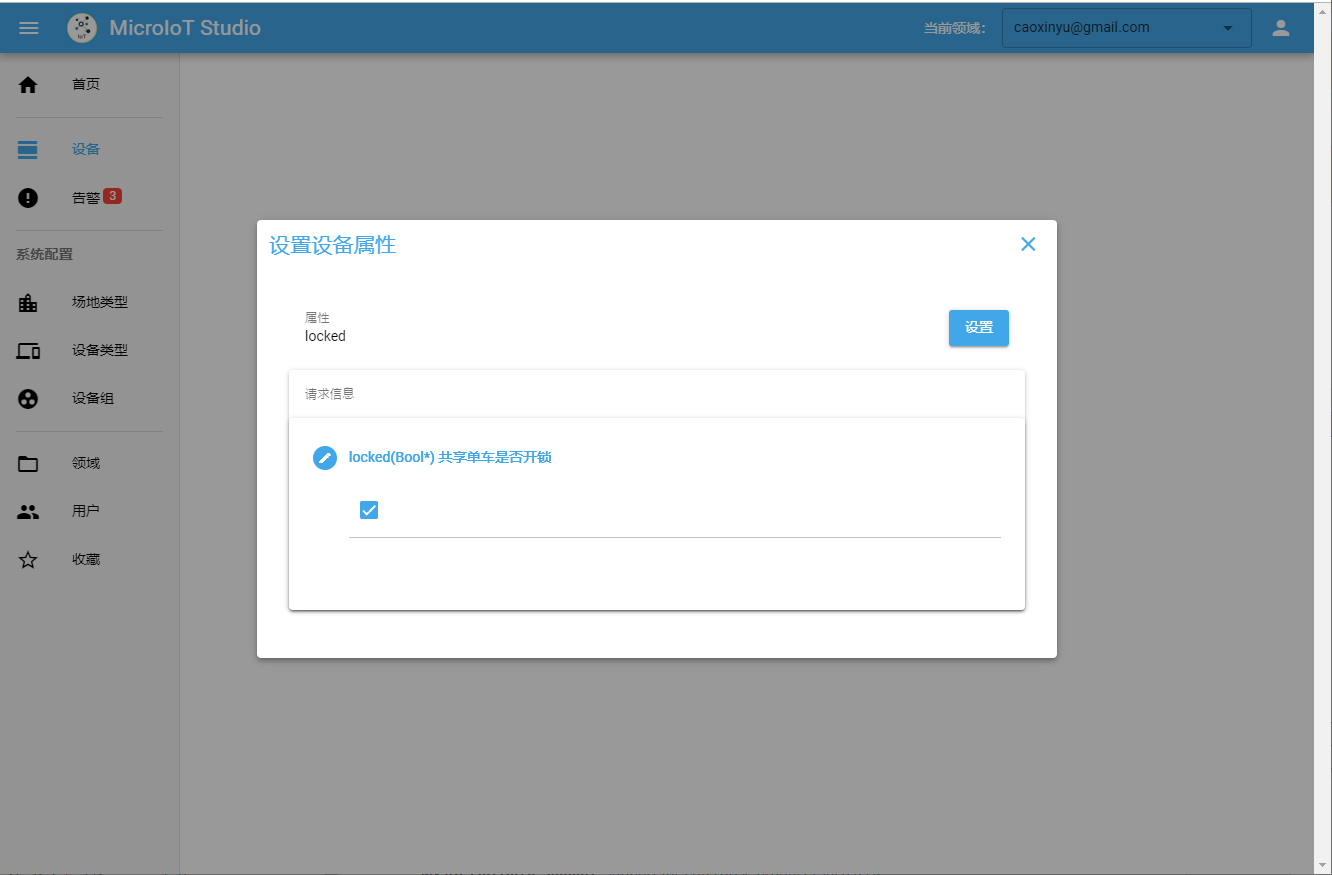 MicroIoT Studio
当前领域：
caoxinyu@gmail.com
首页
设备
告警 3
系统配置
场地类型
设备类型
设备组
领域
用户
收藏
设置设备属性
属性
locked
设置
请求信息
locked(Bool*) 共享单车是否开锁